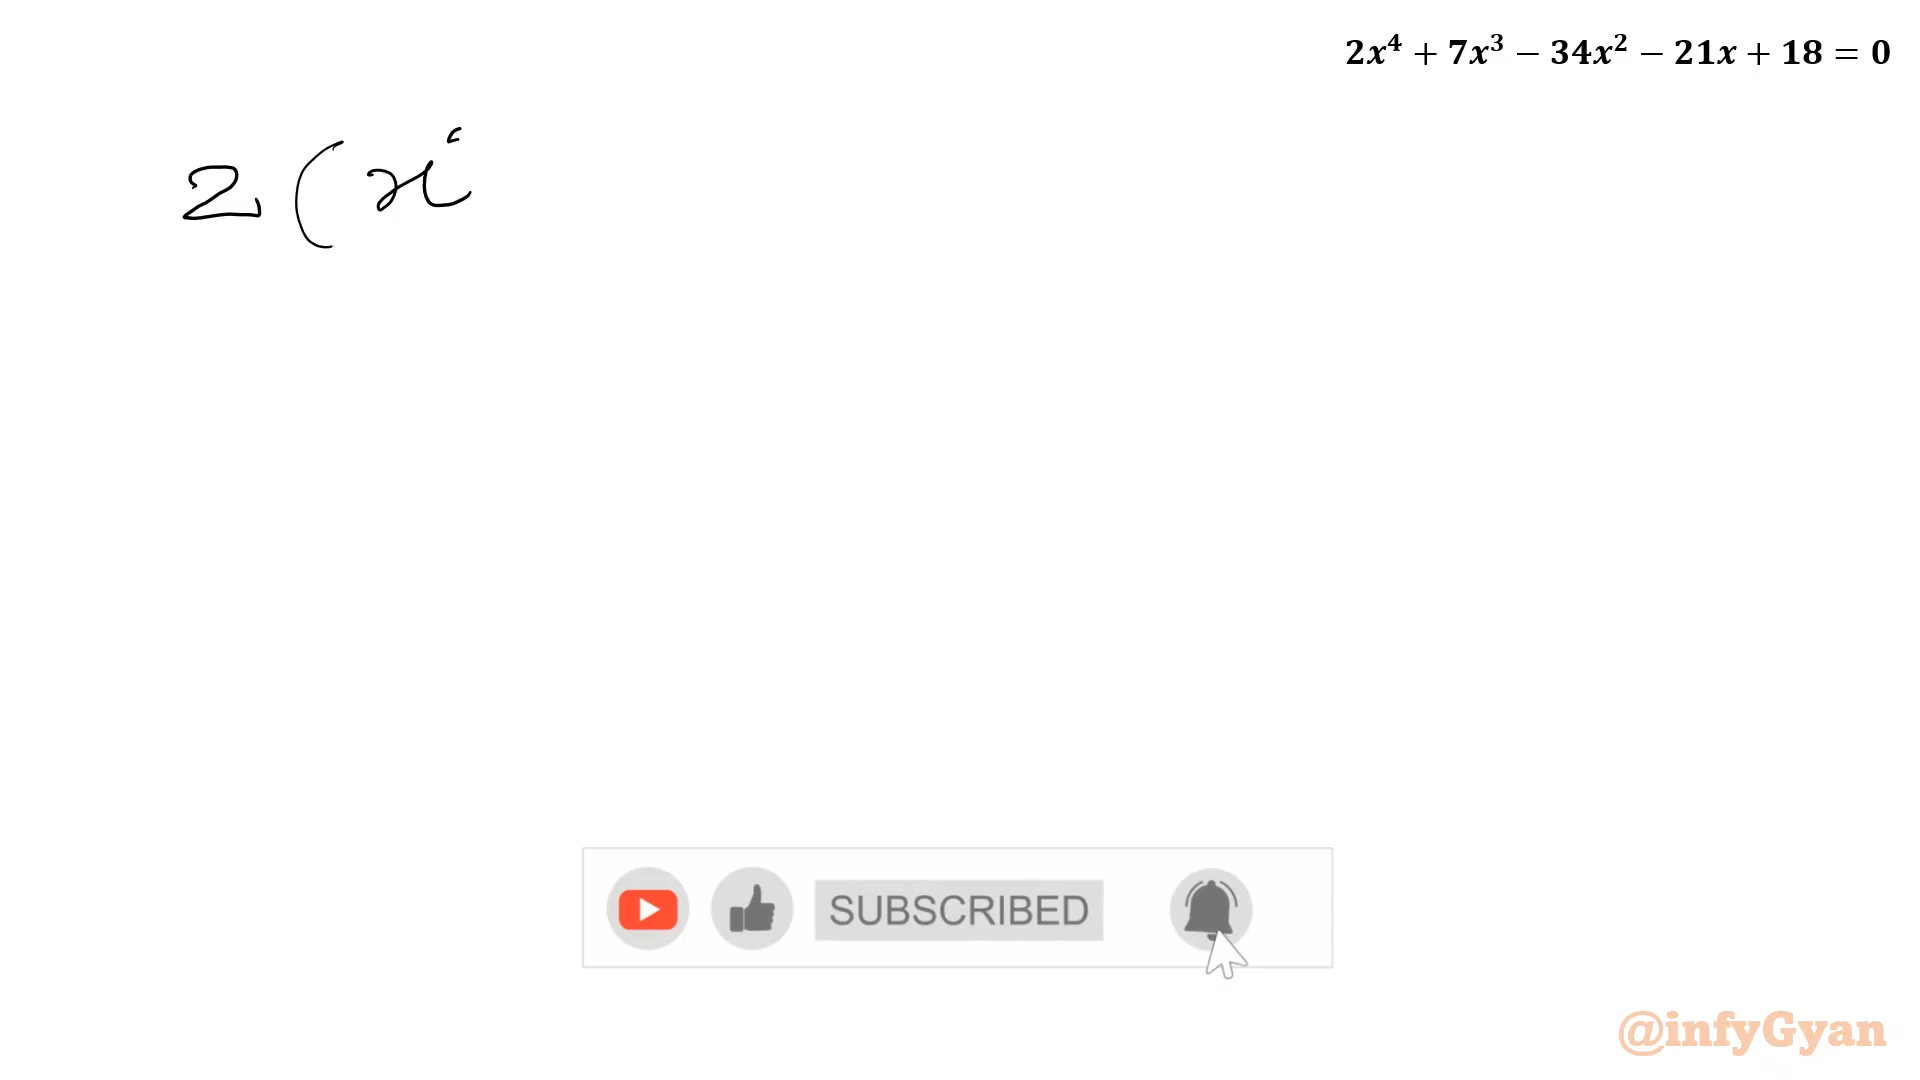 2x⁴ + 7x³ − 34x² − 21x + 18 = 0
2 ( x
SUBSCRIBED
@infyGyan